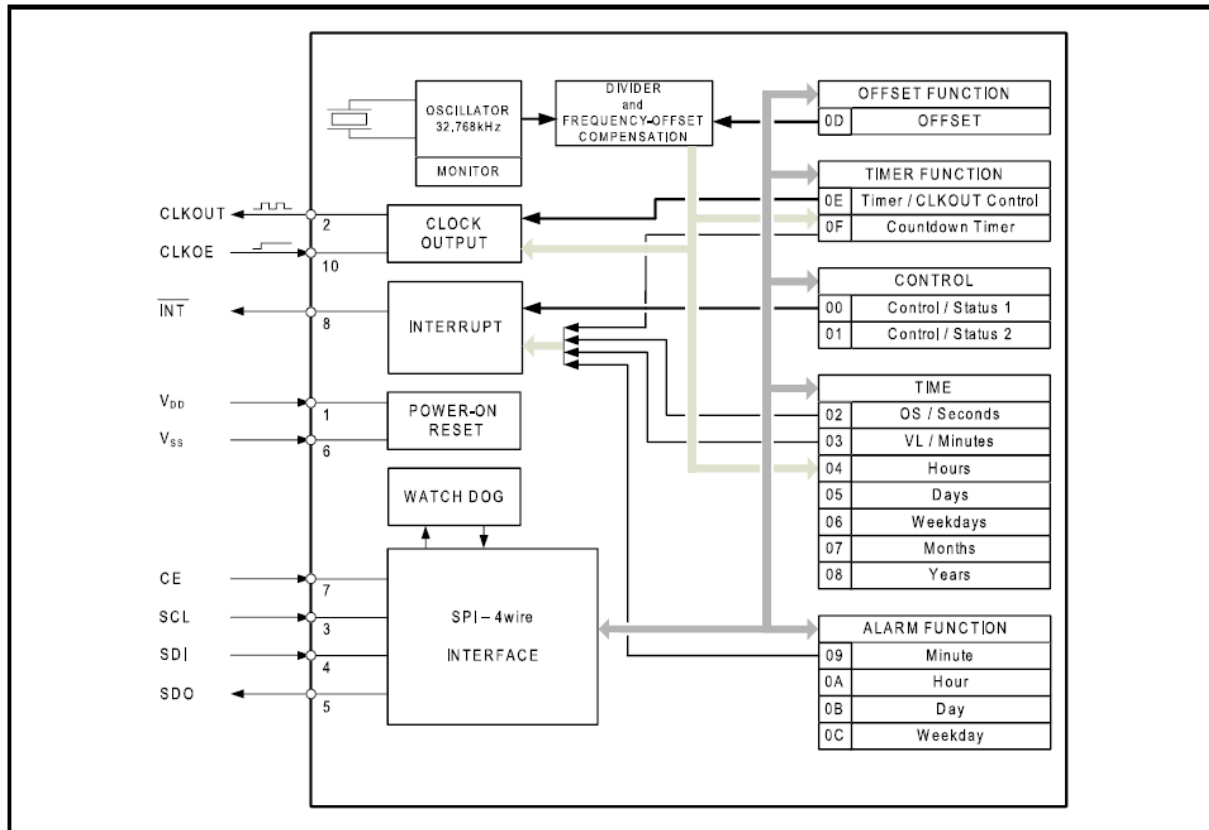 OSCILLATOR
32,768kHz
MONITOR
DIVIDER
and
FREQUENCY-OFFSET
COMPENSATION
OFFSET FUNCTION
0D OFFSET
TIMER FUNCTION
0E Timer / CLKOUT Control
0F Countdown Timer
CLKOUT
2
CLKOE
10
CLOCK
OUTPUT
INT
8
INTERRUPT
CONTROL
00 Control / Status 1
01 Control / Status 2
VDD
1
VSS
6
POWER-ON
RESET
TIME
02 OS / Seconds
03 VL / Minutes
04 Hours
05 Days
06 Weekdays
07 Months
08 Years
WATCH DOG
CE
7
SCL
3
SDI
4
SDO
5
SPI – 4wire
INTERFACE
ALARM FUNCTION
09 Minute
0A Hour
0B Day
0C Weekday